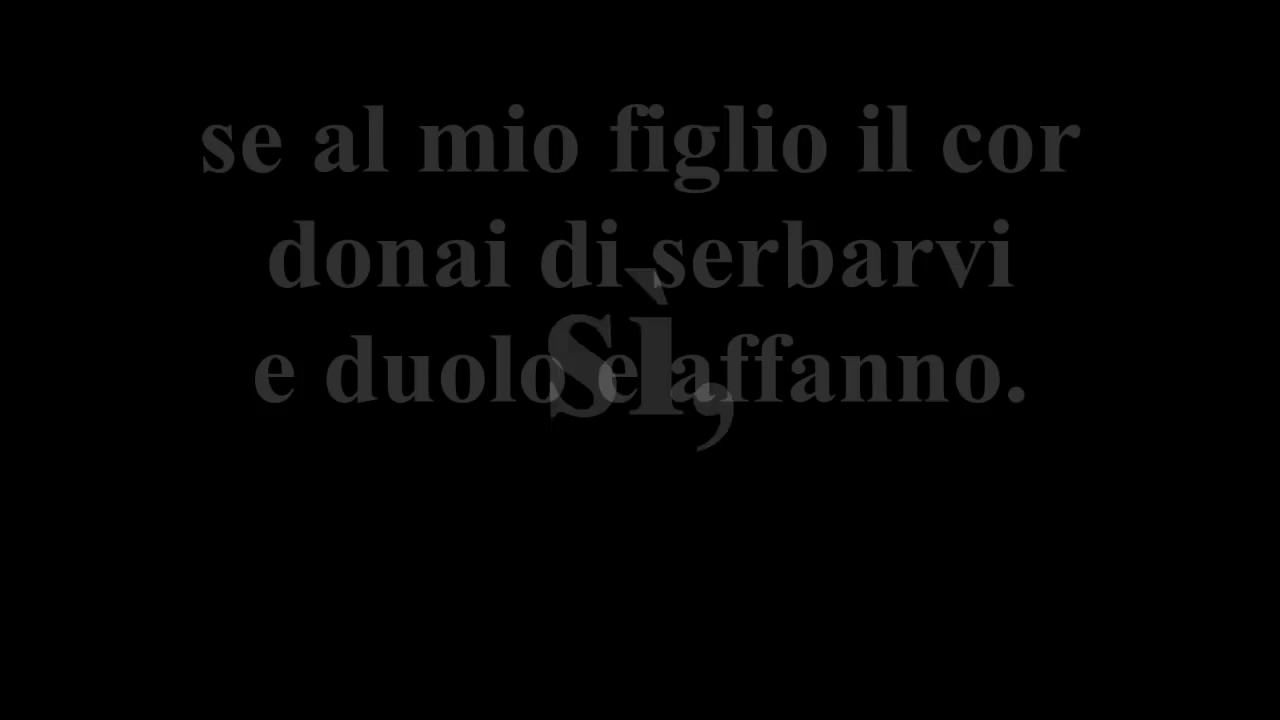 se al mio figlio il cor
donai di serbarvi
e duolo e affanno.
sì,